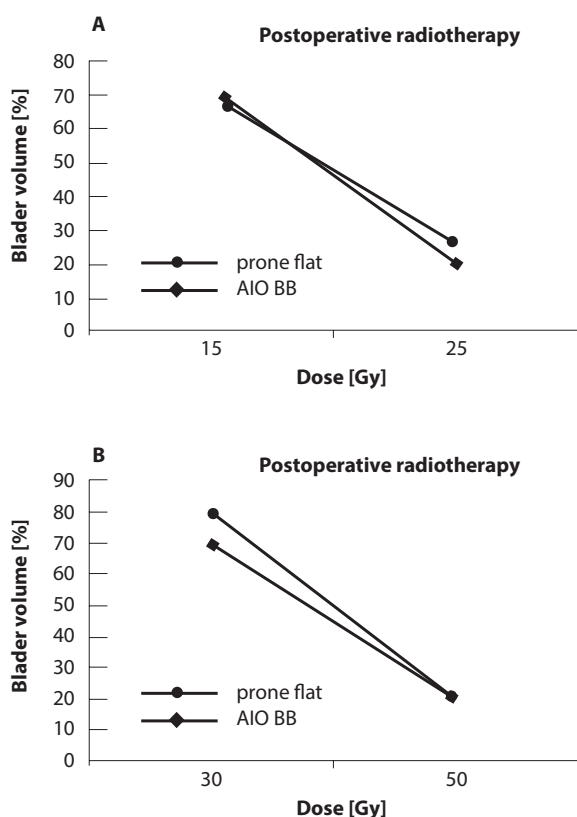 A
Postoperative radiotherapy
Blader volume [%]
80
70
60
50
40
30
20
10
0
prone flat
AIO BB
15 25
Dose [Gy]
B
Postoperative radiotherapy
Blader volume [%]
90
80
70
60
50
40
30
20
10
0
prone flat
AIO BB
30 50
Dose [Gy]